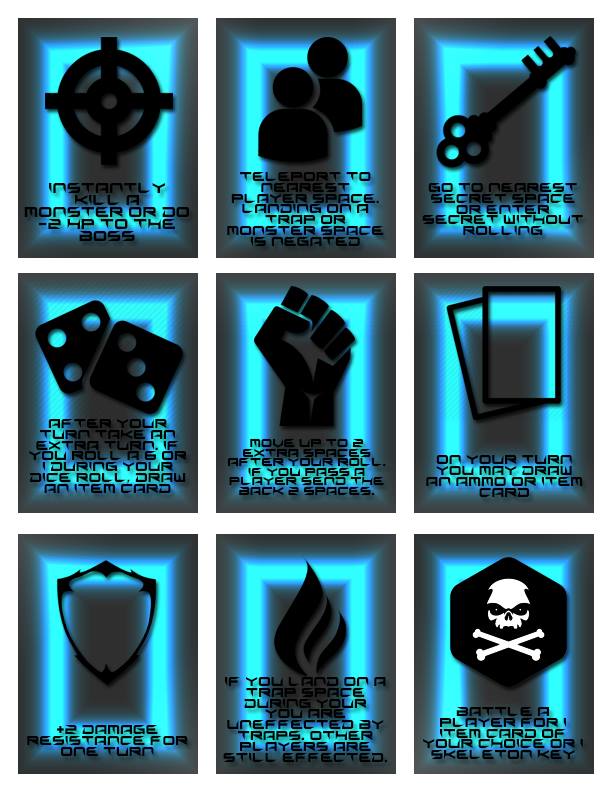 INSTANTLY
KILL A
MONSTER OR DO
-2 HP TO THE
BOSS
TELEPORT TO
NEAREST
PLAYER SPACE.
LANDING ON A
TRAP OR
MONSTER SPACE
IS NEGATED
GO TO NEAREST
SECRET SPACE
OR ENTER
SECRET WITHOUT
ROLLING
AFTER YOUR
TURN TAKE AN
EXTRA TURN. IF
YOU ROLL A 6 OR
1 DURING YOUR
DICE ROLL, DRAW
AN ITEM CARD
MOVE UP TO 2
EXTRA SPACES
AFTER YOUR ROLL.
IF YOU PASS A
PLAYER SEND THE
BACK 2 SPACES.
ON YOUR TURN
YOU MAY DRAW
AN AMMO OR ITEM
CARD
+2 DAMAGE
RESISTANCE FOR
ONE TURN
IF YOU LAND ON A
TRAP SPACE
DURING YOUR
YOU ARE
UNEFFECTED BY
TRAPS. OTHER
PLAYERS ARE
STILL EFFECTED.
BATTLE A
PLAYER FOR 1
ITEM CARD OF
YOUR CHOICE OR 1
SKELETON KEY